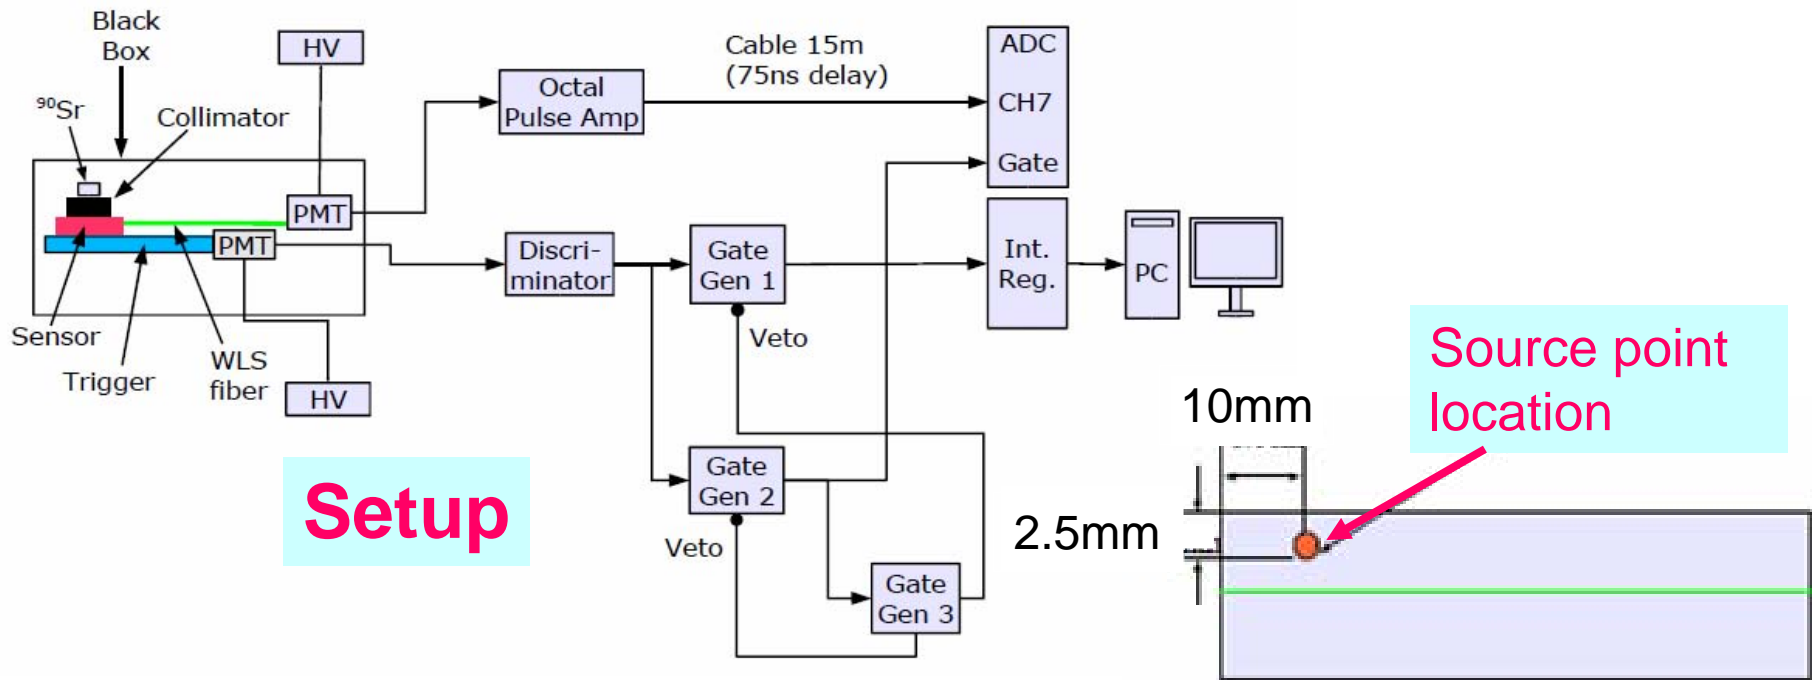 Black
Box
HV
⁹⁰Sr
Collimator
PMT
PMT
Sensor
Trigger
WLS
fiber
HV
Octal
Pulse Amp
Cable 15m
(75ns delay)
ADC
CH7
Gate
Discri-
minator
Gate
Gen 1
Veto
Int.
Reg.
PC
Gate
Gen 2
Veto
Gate
Gen 3
Setup
Source point
location
10mm
2.5mm